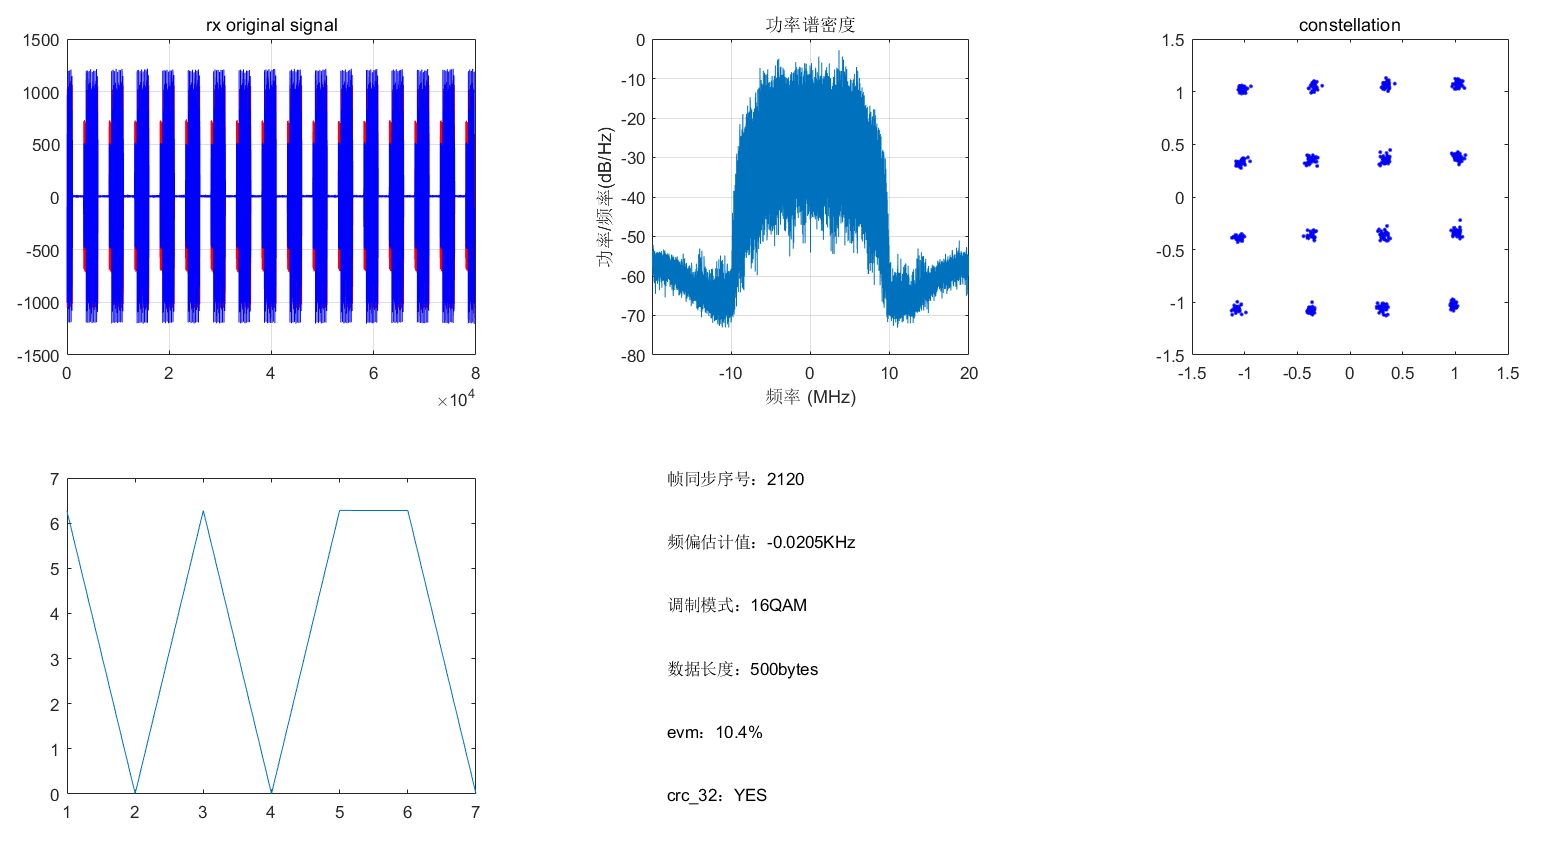 rx original signal
1500
1000
500
0
-500
-1000
-1500
0 2 4 6 8
×10^4
功率谱密度
功率/频率(dB/Hz)
0
-10
-20
-30
-40
-50
-60
-70
-80
-10 0 10 20
频率 (MHz)
constellation
1.5
1
0.5
0
-0.5
-1
-1.5
-1.5 -1 -0.5 0 0.5 1 1.5
7
6
5
4
3
2
1
0
1 2 3 4 5 6 7
帧同步序号：2120
频偏估计值：-0.0205KHz
调制模式：16QAM
数据长度：500bytes
evm：10.4%
crc_32：YES